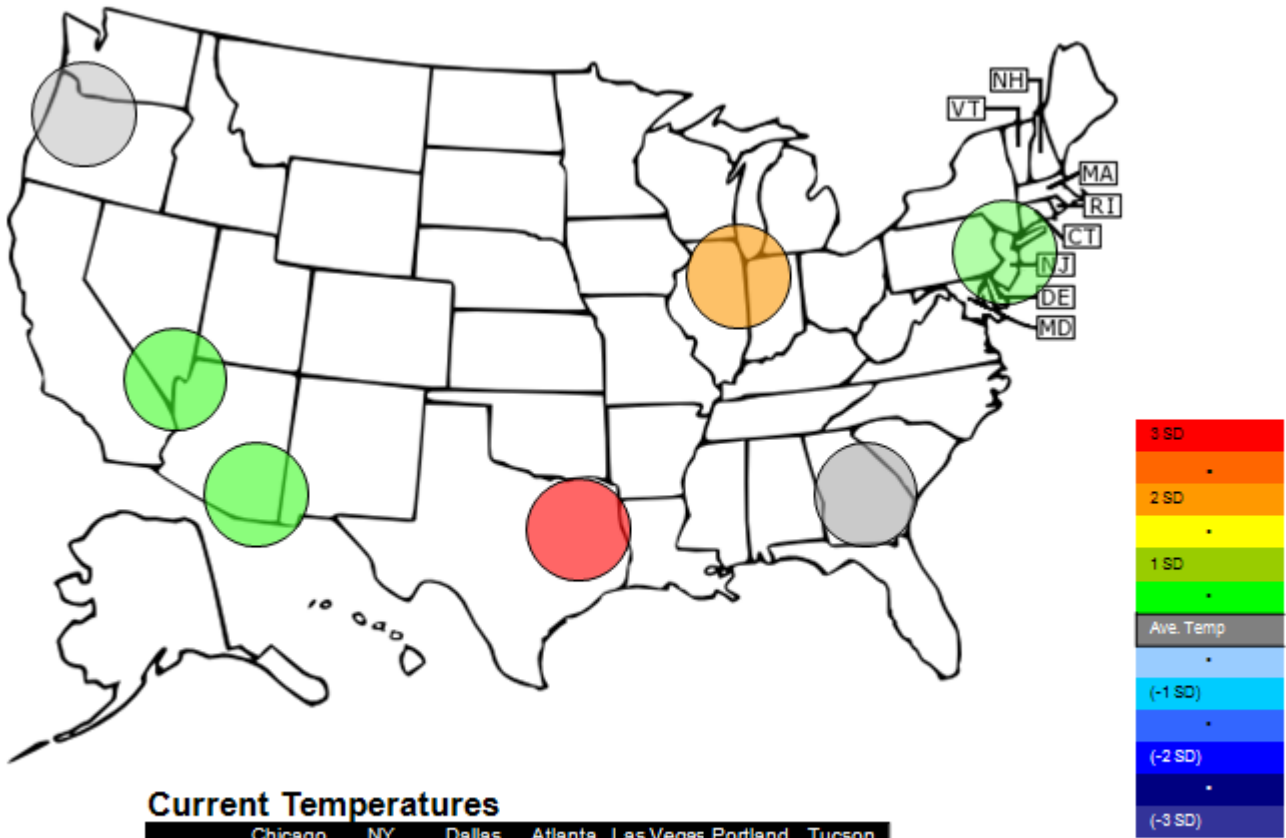 NH
VT
MA
RI
CT
NJ
DE
MD
3 SD
2 SD
1 SD
Ave. Temp
(-1 SD)
(-2 SD)
(-3 SD)
Current Temperatures
Chicago NY Dallas Atlanta Las Vegas Portland Tucson